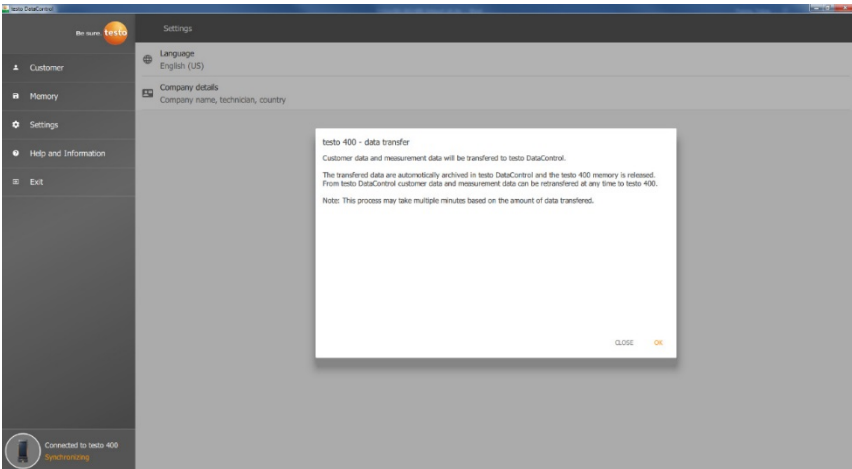 testo DataControl
Be sure. testo
Settings
Customer
Memory
Settings
Help and Information
Exit
Language
English (US)
Company details
Company name, technician, country
testo 400 - data transfer
Customer data and measurement data will be transfered to testo DataControl.
The transfered data are automatically archived in testo DataControl and the testo 400 memory is released.
From testo DataControl customer data and measurement data can be retransfered at any time to testo 400.
Note: This process may take multiple minutes based on the amount of data transfered.
CLOSE OK
Connected to testo 400
Synchronizing